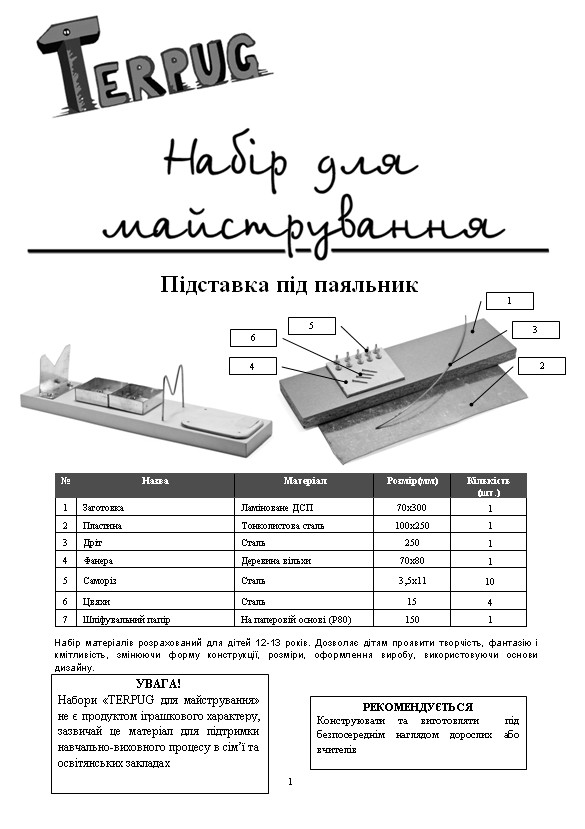 TERPUG
Набір для
майстрування
Підставка під паяльник
1
5
3
6
4
2
№ Назва Матеріал Розмір(мм) Кількість
(шт.)
1 Заготовка Ламіноване ДСП 70х300 1
2 Пластина Тонколистова сталь 100х250 1
3 Дріт Сталь 250 1
4 Фанера Деревина вільхи 70х80 1
5 Саморіз Сталь 3,5х11 10
6 Цвяхи Сталь 15 4
7 Шліфувальний папір На паперовій основі (Р80) 150 1
Набір матеріалів розрахований для дітей 12-13 років. Дозволяє дітям проявити творчість, фантазію і
кмітливість, змінюючи форму конструкції, розміри, оформлення виробу, використовуючи основи
дизайну.
УВАГА!
Набори «TERPUG для майстрування»
не є продуктом іграшкового характеру,
зазвичай це матеріал для підтримки
навчально-виховного процесу в сім’ї та
освітянських закладах
РЕКОМЕНДУЄТЬСЯ
Конструювати та виготовляти під
безпосереднім наглядом дорослих або
вчителів
1